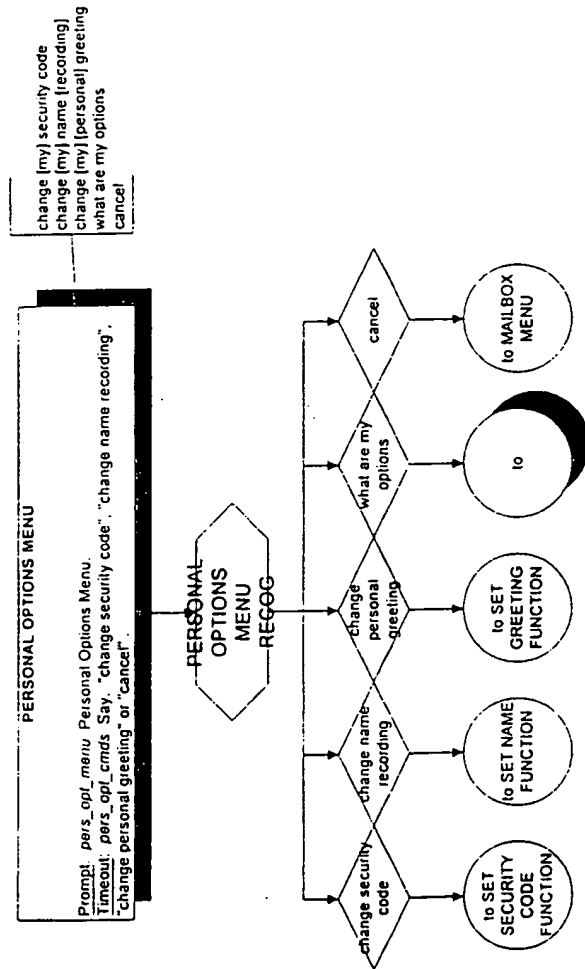 PERSONAL OPTIONS MENU
Prompt: pers_opt_menu Personal Options Menu.
Timeout: pers_opt_cmds Say, "change security code", "change name recording",
"change personal greeting" or "cancel".
change [my] security code
change [my] name [recording]
change [my] [personal] greeting
what are my options
cancel
PERSONAL
OPTIONS
MENU
RECOG
change security
code
change name
recording
change
personal
greeting
what are my
options
cancel
to SET
SECURITY
CODE
FUNCTION
to SET NAME
FUNCTION
to SET
GREETING
FUNCTION
to
to MAILBOX
MENU